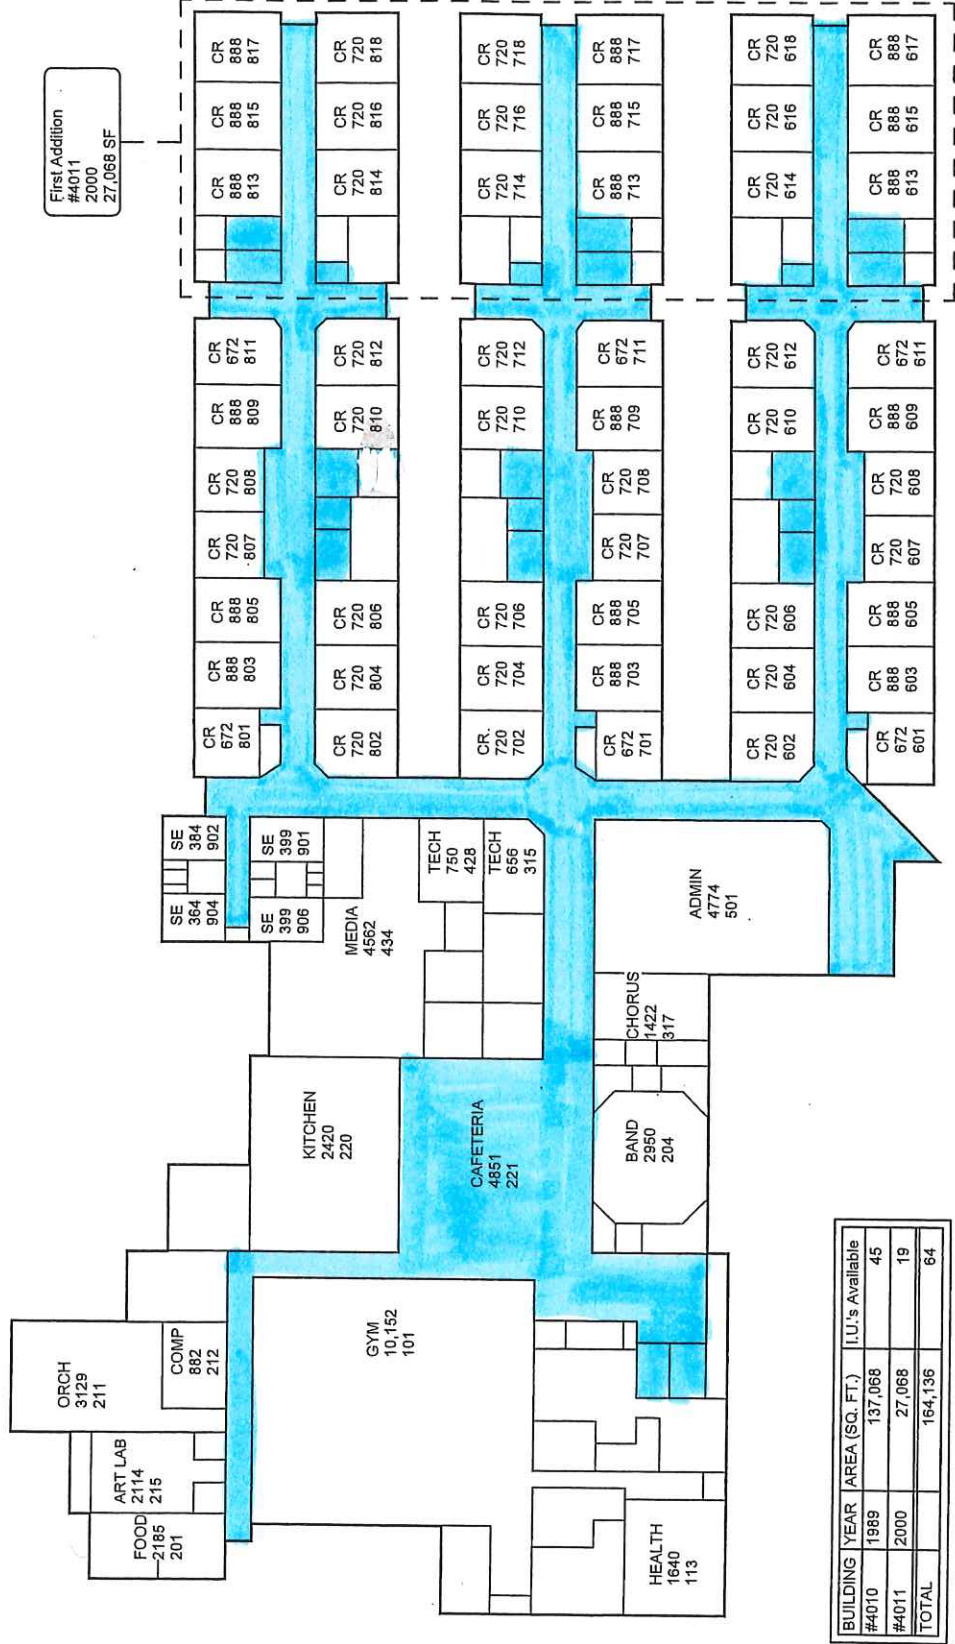 First Addition
#4011
2000
27,068 SF
CR
888
817
CR
888
815
CR
888
813
CR
720
818
CR
720
816
CR
720
814
CR
720
718
CR
720
716
CR
720
714
CR
888
717
CR
888
715
CR
888
713
CR
720
618
CR
720
616
CR
720
614
CR
888
617
CR
888
615
CR
888
613
CR
672
811
CR
888
809
CR
720
808
CR
720
807
CR
888
805
CR
888
803
CR
672
801
CR
720
812
CR
720
810
CR
720
806
CR
720
804
CR
720
802
CR
720
712
CR
720
710
CR
720
706
CR
720
704
CR.
720
702
CR
672
711
CR
888
709
CR
720
708
CR
720
707
CR
888
705
CR
888
703
CR
672
701
CR
720
612
CR
720
610
CR
720
606
CR
720
604
CR
720
602
CR
672
611
CR
888
609
CR
720
608
CR
720
607
CR
888
605
CR
888
603
CR
672
601
SE
384
902
SE
364
904
SE
399
901
SE
399
906
MEDIA
4562
434
TECH
750
428
TECH
656
315
ADMIN
4774
501
CHORUS
1422
317
BAND
2950
204
KITCHEN
2420
220
CAFETERIA
4851
221
GYM
10,152
101
ORCH
3129
211
COMP
882
212
ART LAB
2114
215
FOOD
2185
201
HEALTH
1640
113
BUILDING YEAR AREA (SQ. FT.) I.U.'s Available
#4010 1989 137,068 45
#4011 2000 27,068 19
TOTAL 164,136 64